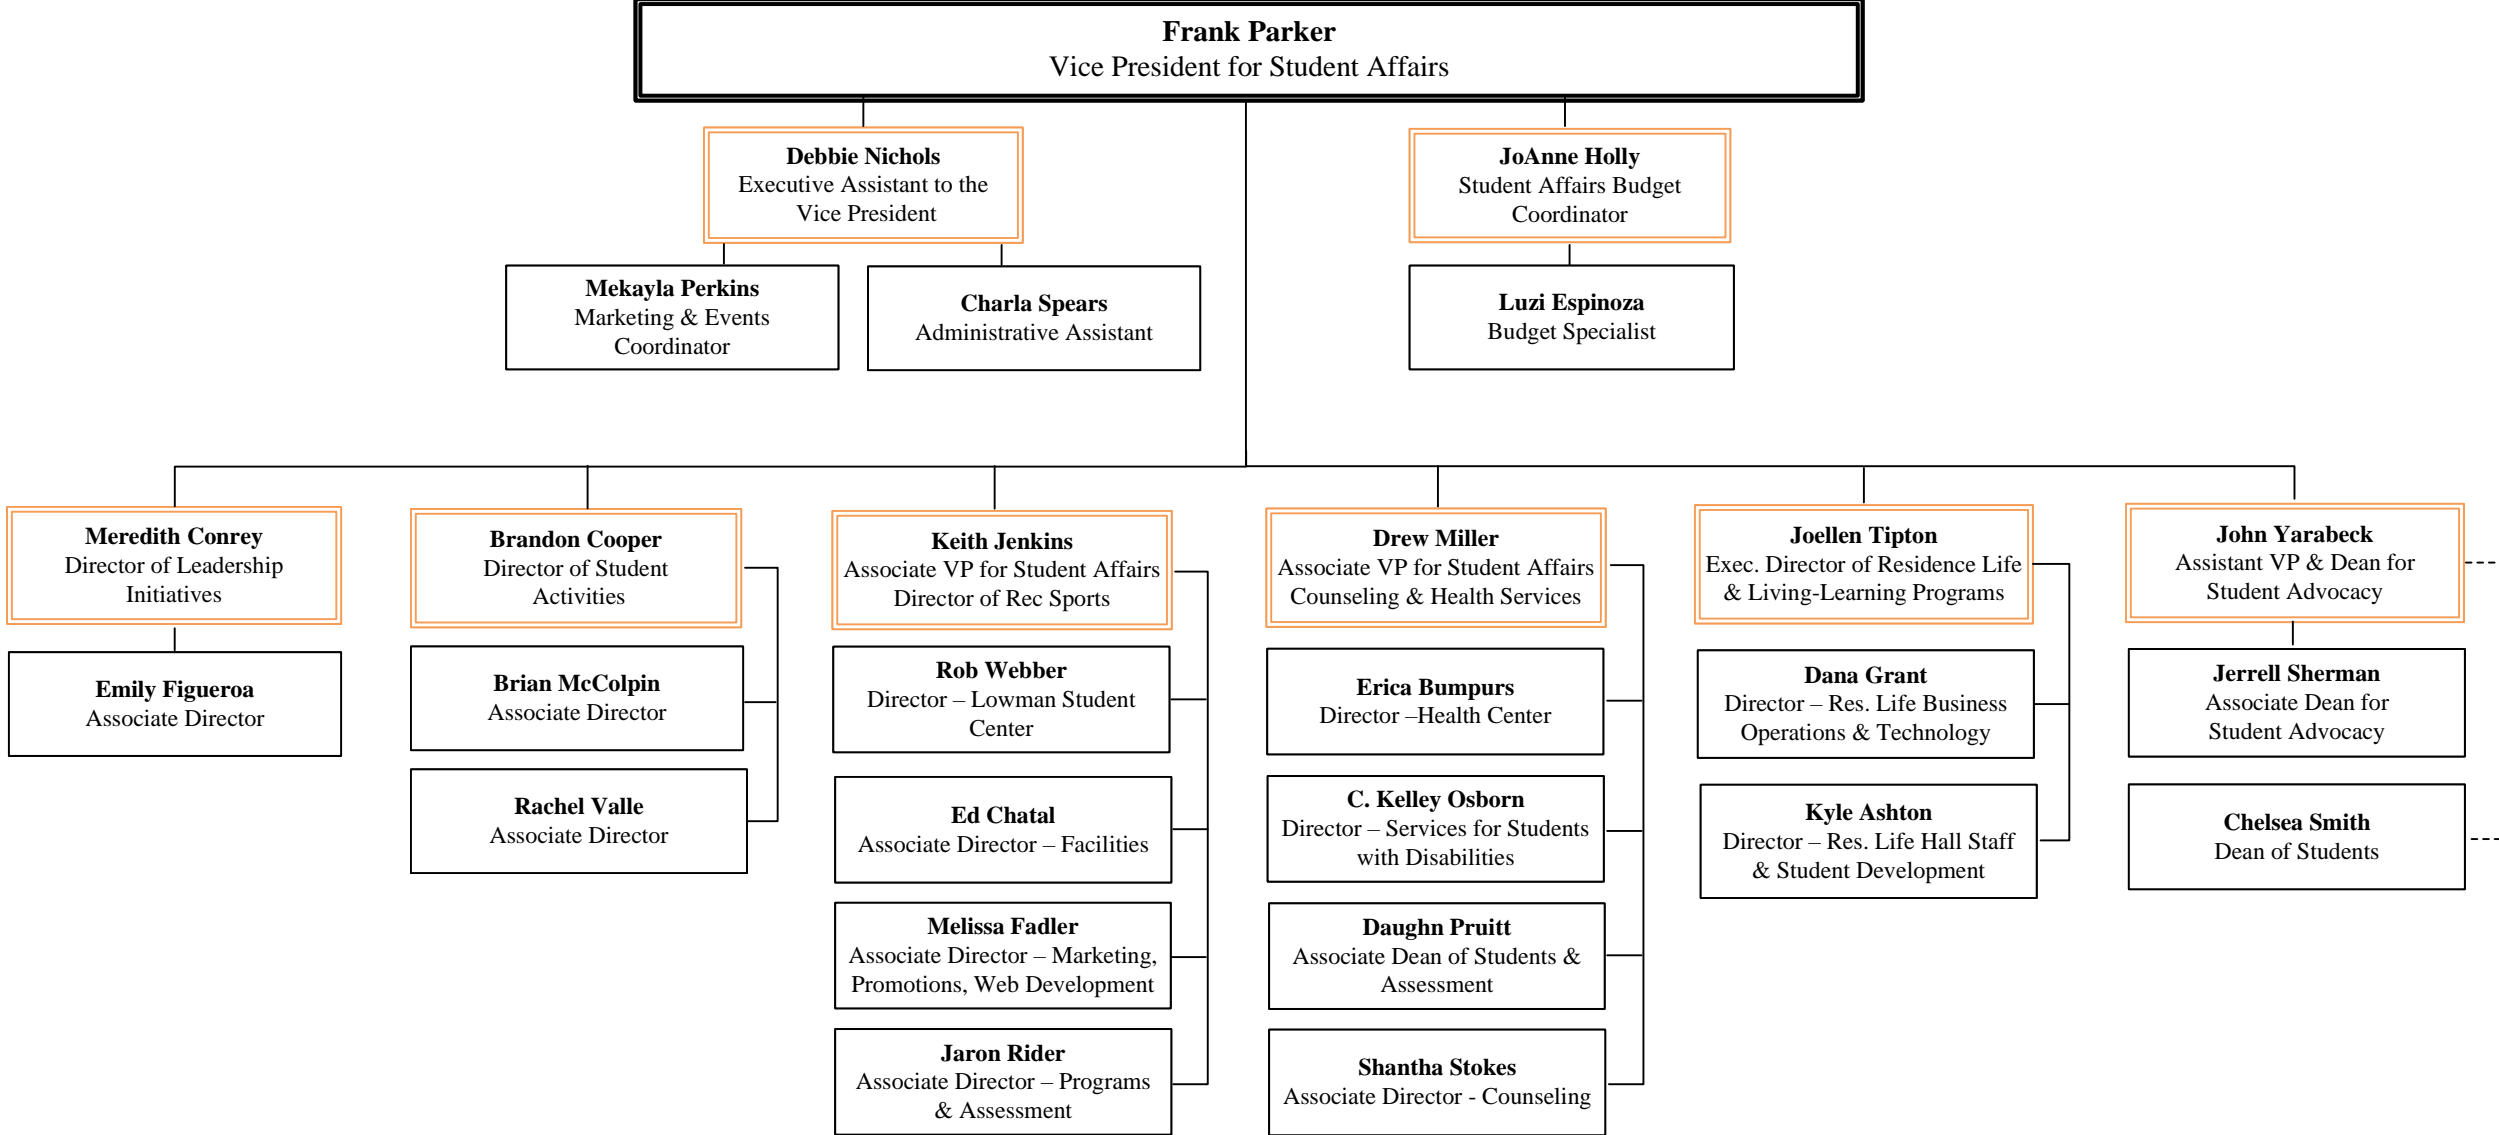 Frank Parker
Vice President for Student Affairs
Debbie Nichols
Executive Assistant to the
Vice President
JoAnne Holly
Student Affairs Budget
Coordinator
Mekayla Perkins
Marketing & Events
Coordinator
Charla Spears
Administrative Assistant
Luzi Espinoza
Budget Specialist
Meredith Conrey
Director of Leadership
Initiatives
Emily Figueroa
Associate Director
Brandon Cooper
Director of Student
Activities
Brian McColpin
Associate Director
Rachel Valle
Associate Director
Keith Jenkins
Associate VP for Student Affairs
Director of Rec Sports
Rob Webber
Director – Lowman Student
Center
Ed Chatal
Associate Director – Facilities
Melissa Fadler
Associate Director – Marketing,
Promotions, Web Development
Jaron Rider
Associate Director – Programs
& Assessment
Drew Miller
Associate VP for Student Affairs
Counseling & Health Services
Erica Bumpurs
Director –Health Center
C. Kelley Osborn
Director – Services for Students
with Disabilities
Daughn Pruitt
Associate Dean of Students &
Assessment
Shantha Stokes
Associate Director - Counseling
Joellen Tipton
Exec. Director of Residence Life
& Living-Learning Programs
Dana Grant
Director – Res. Life Business
Operations & Technology
Kyle Ashton
Director – Res. Life Hall Staff
& Student Development
John Yarabeck
Assistant VP & Dean for
Student Advocacy
Jerrell Sherman
Associate Dean for
Student Advocacy
Chelsea Smith
Dean of Students